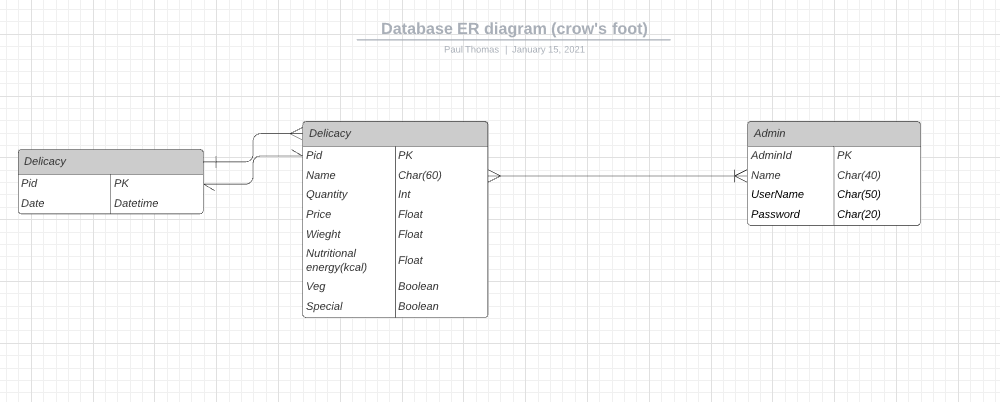 Database ER diagram (crow's foot)
Paul Thomas | January 15, 2021
Delicacy
Pid PK
Date Datetime
Delicacy
Pid PK
Name Char(60)
Quantity Int
Price Float
Wieght Float
Nutritional
energy(kcal) Float
Veg Boolean
Special Boolean
Admin
AdminId PK
Name Char(40)
UserName Char(50)
Password Char(20)